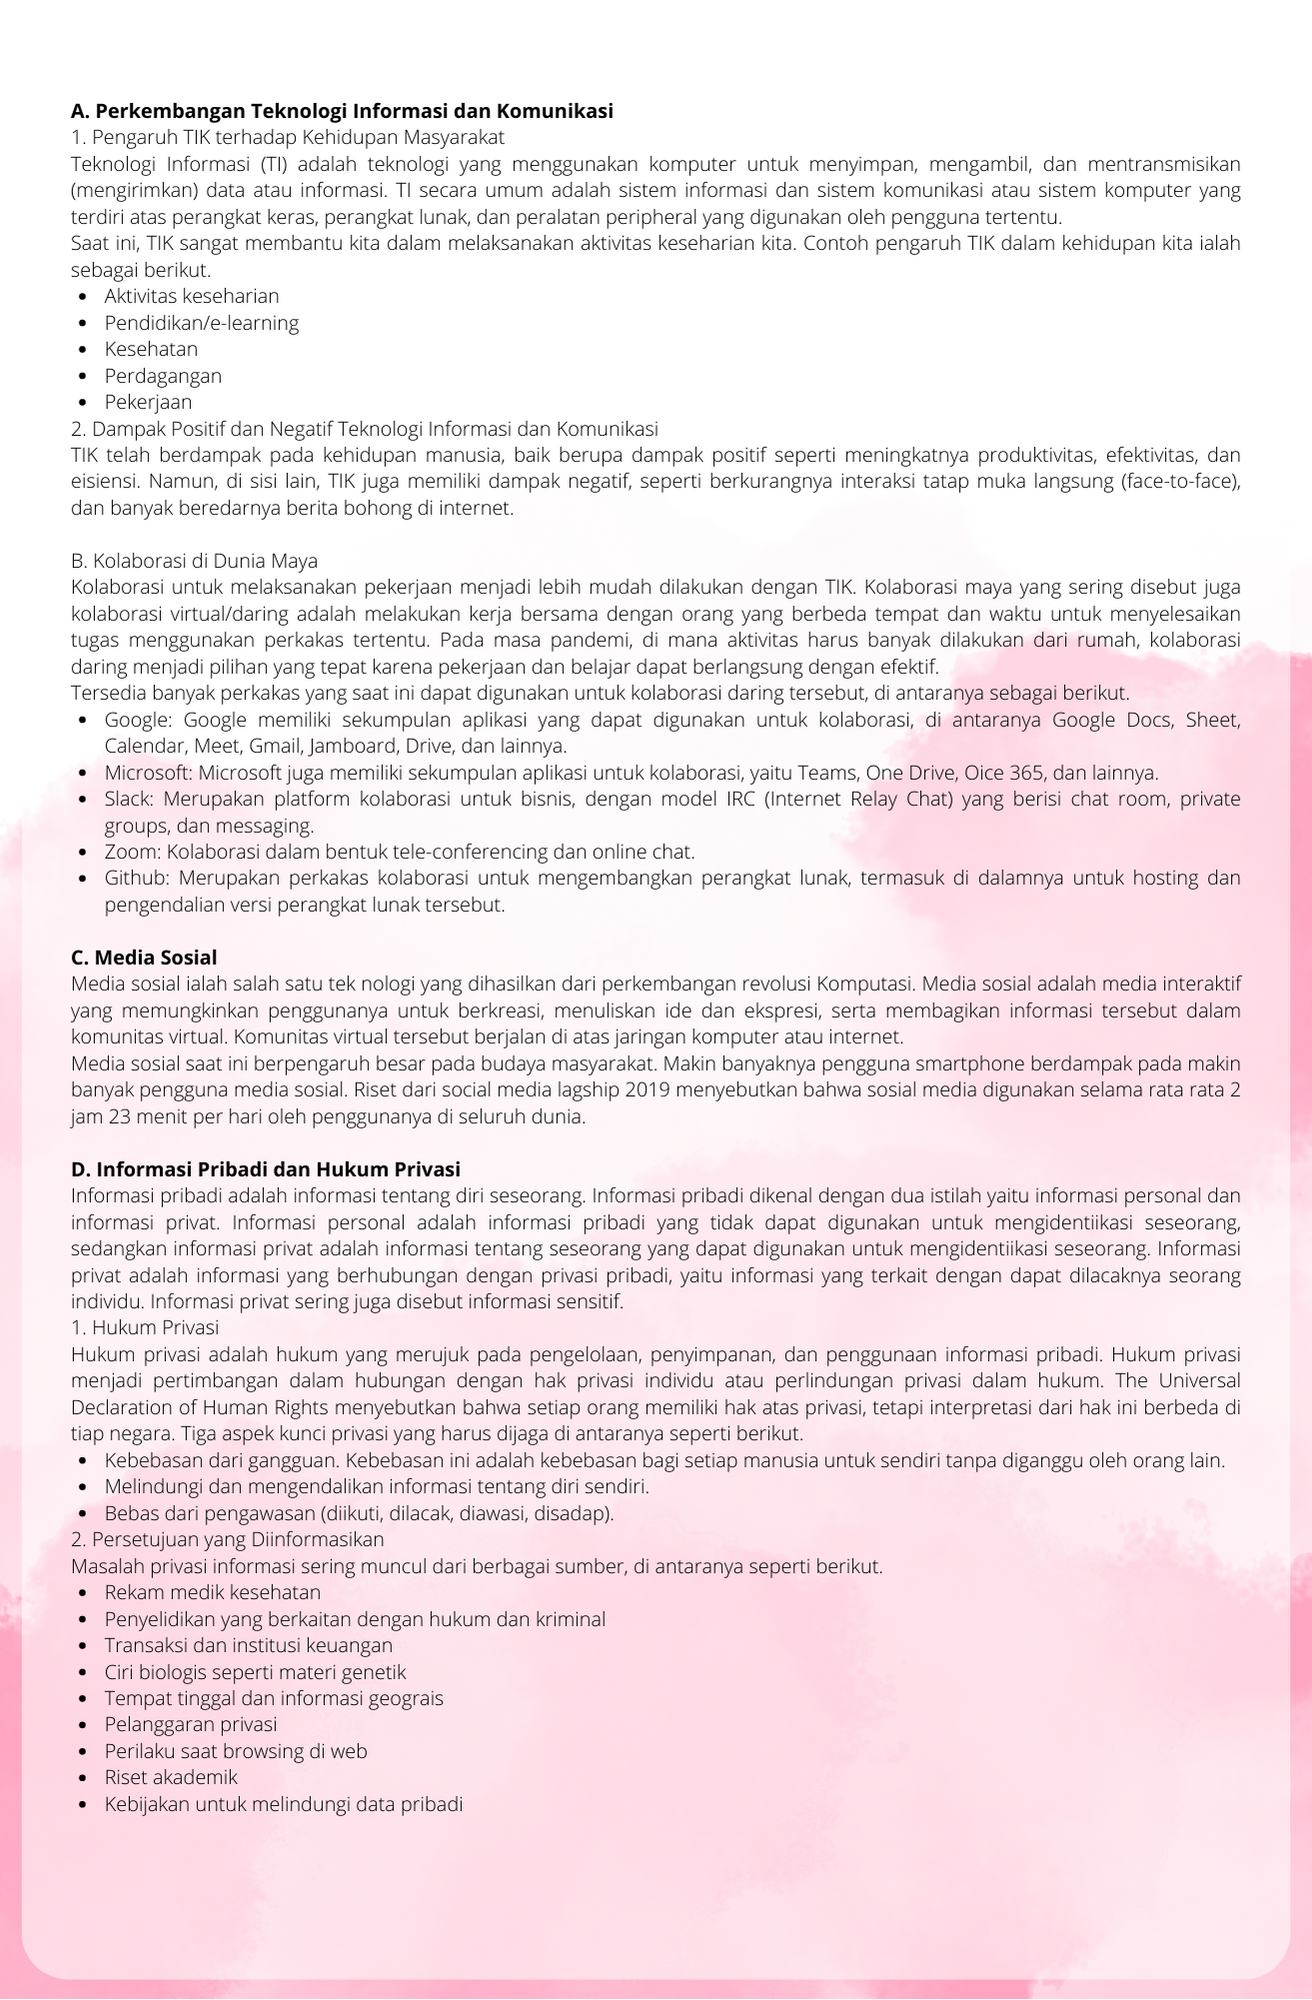 A. Perkembangan Teknologi Informasi dan Komunikasi
1. Pengaruh TIK terhadap Kehidupan Masyarakat
Teknologi Informasi (TI) adalah teknologi yang menggunakan komputer untuk menyimpan, mengambil, dan mentransmisikan
(mengirimkan) data atau informasi. TI secara umum adalah sistem informasi dan sistem komunikasi atau sistem komputer yang
terdiri atas perangkat keras, perangkat lunak, dan peralatan peripheral yang digunakan oleh pengguna tertentu.
Saat ini, TIK sangat membantu kita dalam melaksanakan aktivitas keseharian kita. Contoh pengaruh TIK dalam kehidupan kita ialah
sebagai berikut.
• Aktivitas keseharian
• Pendidikan/e-learning
• Kesehatan
• Perdagangan
• Pekerjaan
2. Dampak Positif dan Negatif Teknologi Informasi dan Komunikasi
TIK telah berdampak pada kehidupan manusia, baik berupa dampak positif seperti meningkatnya produktivitas, efektivitas, dan
eisiensi. Namun, di sisi lain, TIK juga memiliki dampak negatif, seperti berkurangnya interaksi tatap muka langsung (face-to-face),
dan banyak beredarnya berita bohong di internet.
B. Kolaborasi di Dunia Maya
Kolaborasi untuk melaksanakan pekerjaan menjadi lebih mudah dilakukan dengan TIK. Kolaborasi maya yang sering disebut juga
kolaborasi virtual/daring adalah melakukan kerja bersama dengan orang yang berbeda tempat dan waktu untuk menyelesaikan
tugas menggunakan perkakas tertentu. Pada masa pandemi, di mana aktivitas harus banyak dilakukan dari rumah, kolaborasi
daring menjadi pilihan yang tepat karena pekerjaan dan belajar dapat berlangsung dengan efektif.
Tersedia banyak perkakas yang saat ini dapat digunakan untuk kolaborasi daring tersebut, di antaranya sebagai berikut.
• Google: Google memiliki sekumpulan aplikasi yang dapat digunakan untuk kolaborasi, di antaranya Google Docs, Sheet,
Calendar, Meet, Gmail, Jamboard, Drive, dan lainnya.
• Microsoft: Microsoft juga memiliki sekumpulan aplikasi untuk kolaborasi, yaitu Teams, One Drive, Oice 365, dan lainnya.
• Slack: Merupakan platform kolaborasi untuk bisnis, dengan model IRC (Internet Relay Chat) yang berisi chat room, private
groups, dan messaging.
• Zoom: Kolaborasi dalam bentuk tele-conferencing dan online chat.
• Github: Merupakan perkakas kolaborasi untuk mengembangkan perangkat lunak, termasuk di dalamnya untuk hosting dan
pengendalian versi perangkat lunak tersebut.
C. Media Sosial
Media sosial ialah salah satu tek nologi yang dihasilkan dari perkembangan revolusi Komputasi. Media sosial adalah media interaktif
yang memungkinkan penggunanya untuk berkreasi, menuliskan ide dan ekspresi, serta membagikan informasi tersebut dalam
komunitas virtual. Komunitas virtual tersebut berjalan di atas jaringan komputer atau internet.
Media sosial saat ini berpengaruh besar pada budaya masyarakat. Makin banyaknya pengguna smartphone berdampak pada makin
banyak pengguna media sosial. Riset dari social media lagship 2019 menyebutkan bahwa sosial media digunakan selama rata rata 2
jam 23 menit per hari oleh penggunanya di seluruh dunia.
D. Informasi Pribadi dan Hukum Privasi
Informasi pribadi adalah informasi tentang diri seseorang. Informasi pribadi dikenal dengan dua istilah yaitu informasi personal dan
informasi privat. Informasi personal adalah informasi pribadi yang tidak dapat digunakan untuk mengidentiikasi seseorang,
sedangkan informasi privat adalah informasi tentang seseorang yang dapat digunakan untuk mengidentiikasi seseorang. Informasi
privat adalah informasi yang berhubungan dengan privasi pribadi, yaitu informasi yang terkait dengan dapat dilacaknya seorang
individu. Informasi privat sering juga disebut informasi sensitif.
1. Hukum Privasi
Hukum privasi adalah hukum yang merujuk pada pengelolaan, penyimpanan, dan penggunaan informasi pribadi. Hukum privasi
menjadi pertimbangan dalam hubungan dengan hak privasi individu atau perlindungan privasi dalam hukum. The Universal
Declaration of Human Rights menyebutkan bahwa setiap orang memiliki hak atas privasi, tetapi interpretasi dari hak ini berbeda di
tiap negara. Tiga aspek kunci privasi yang harus dijaga di antaranya seperti berikut.
• Kebebasan dari gangguan. Kebebasan ini adalah kebebasan bagi setiap manusia untuk sendiri tanpa diganggu oleh orang lain.
• Melindungi dan mengendalikan informasi tentang diri sendiri.
• Bebas dari pengawasan (diikuti, dilacak, diawasi, disadap).
2. Persetujuan yang Diinformasikan
Masalah privasi informasi sering muncul dari berbagai sumber, di antaranya seperti berikut.
• Rekam medik kesehatan
• Penyelidikan yang berkaitan dengan hukum dan kriminal
• Transaksi dan institusi keuangan
• Ciri biologis seperti materi genetik
• Tempat tinggal dan informasi geograis
• Pelanggaran privasi
• Perilaku saat browsing di web
• Riset akademik
• Kebijakan untuk melindungi data pribadi